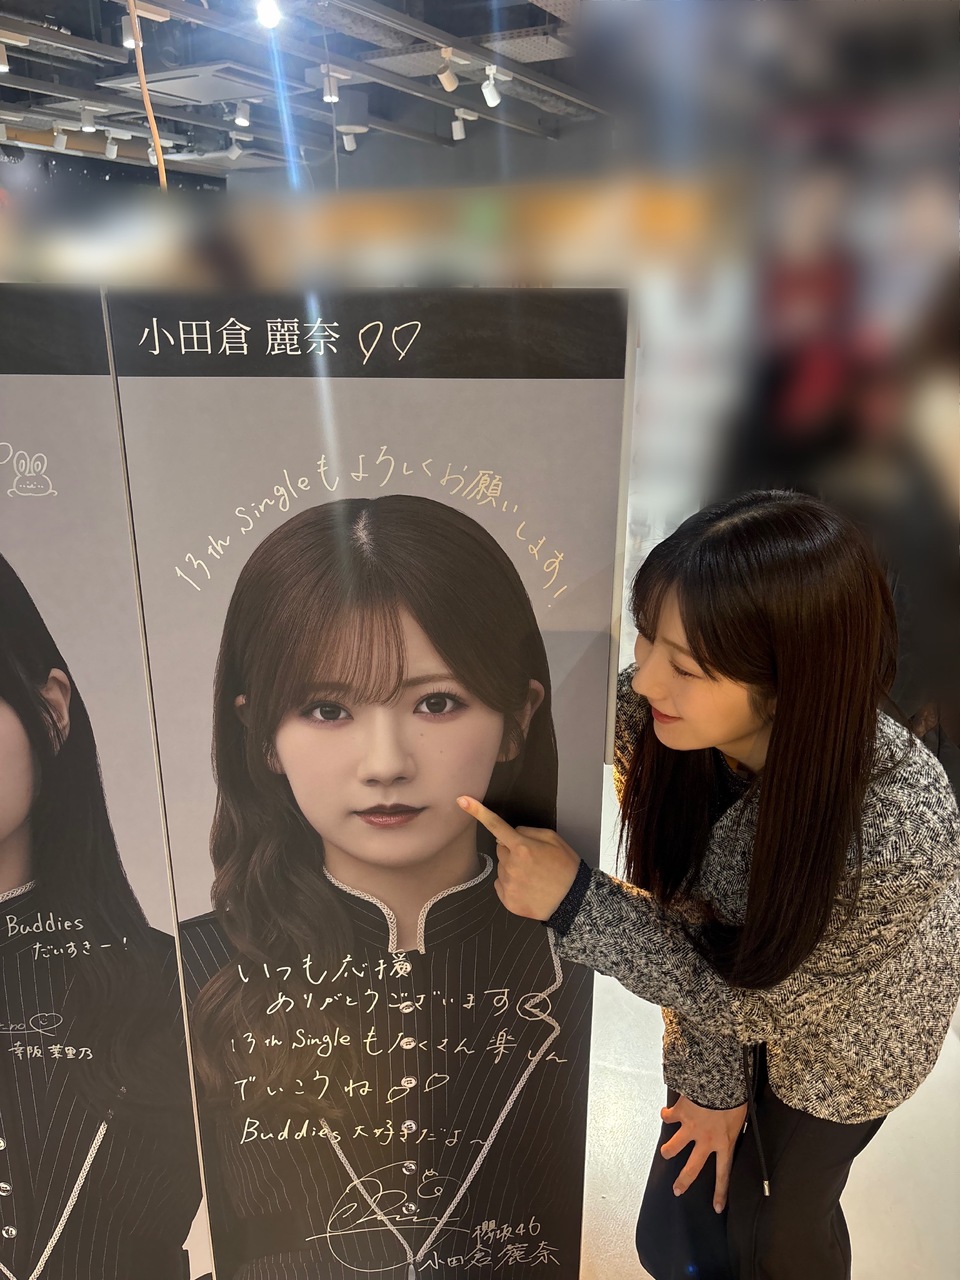 小田倉 麗奈
13th Singleもよろしくお願いします!
Buddies
だいすきー!
幸阪 茉里乃
いつも応援
ありがとうございます
13th Singleもたくさん楽しん
でいこうね
Buddies大好きだよ~
櫻坂46
小田倉 麗奈